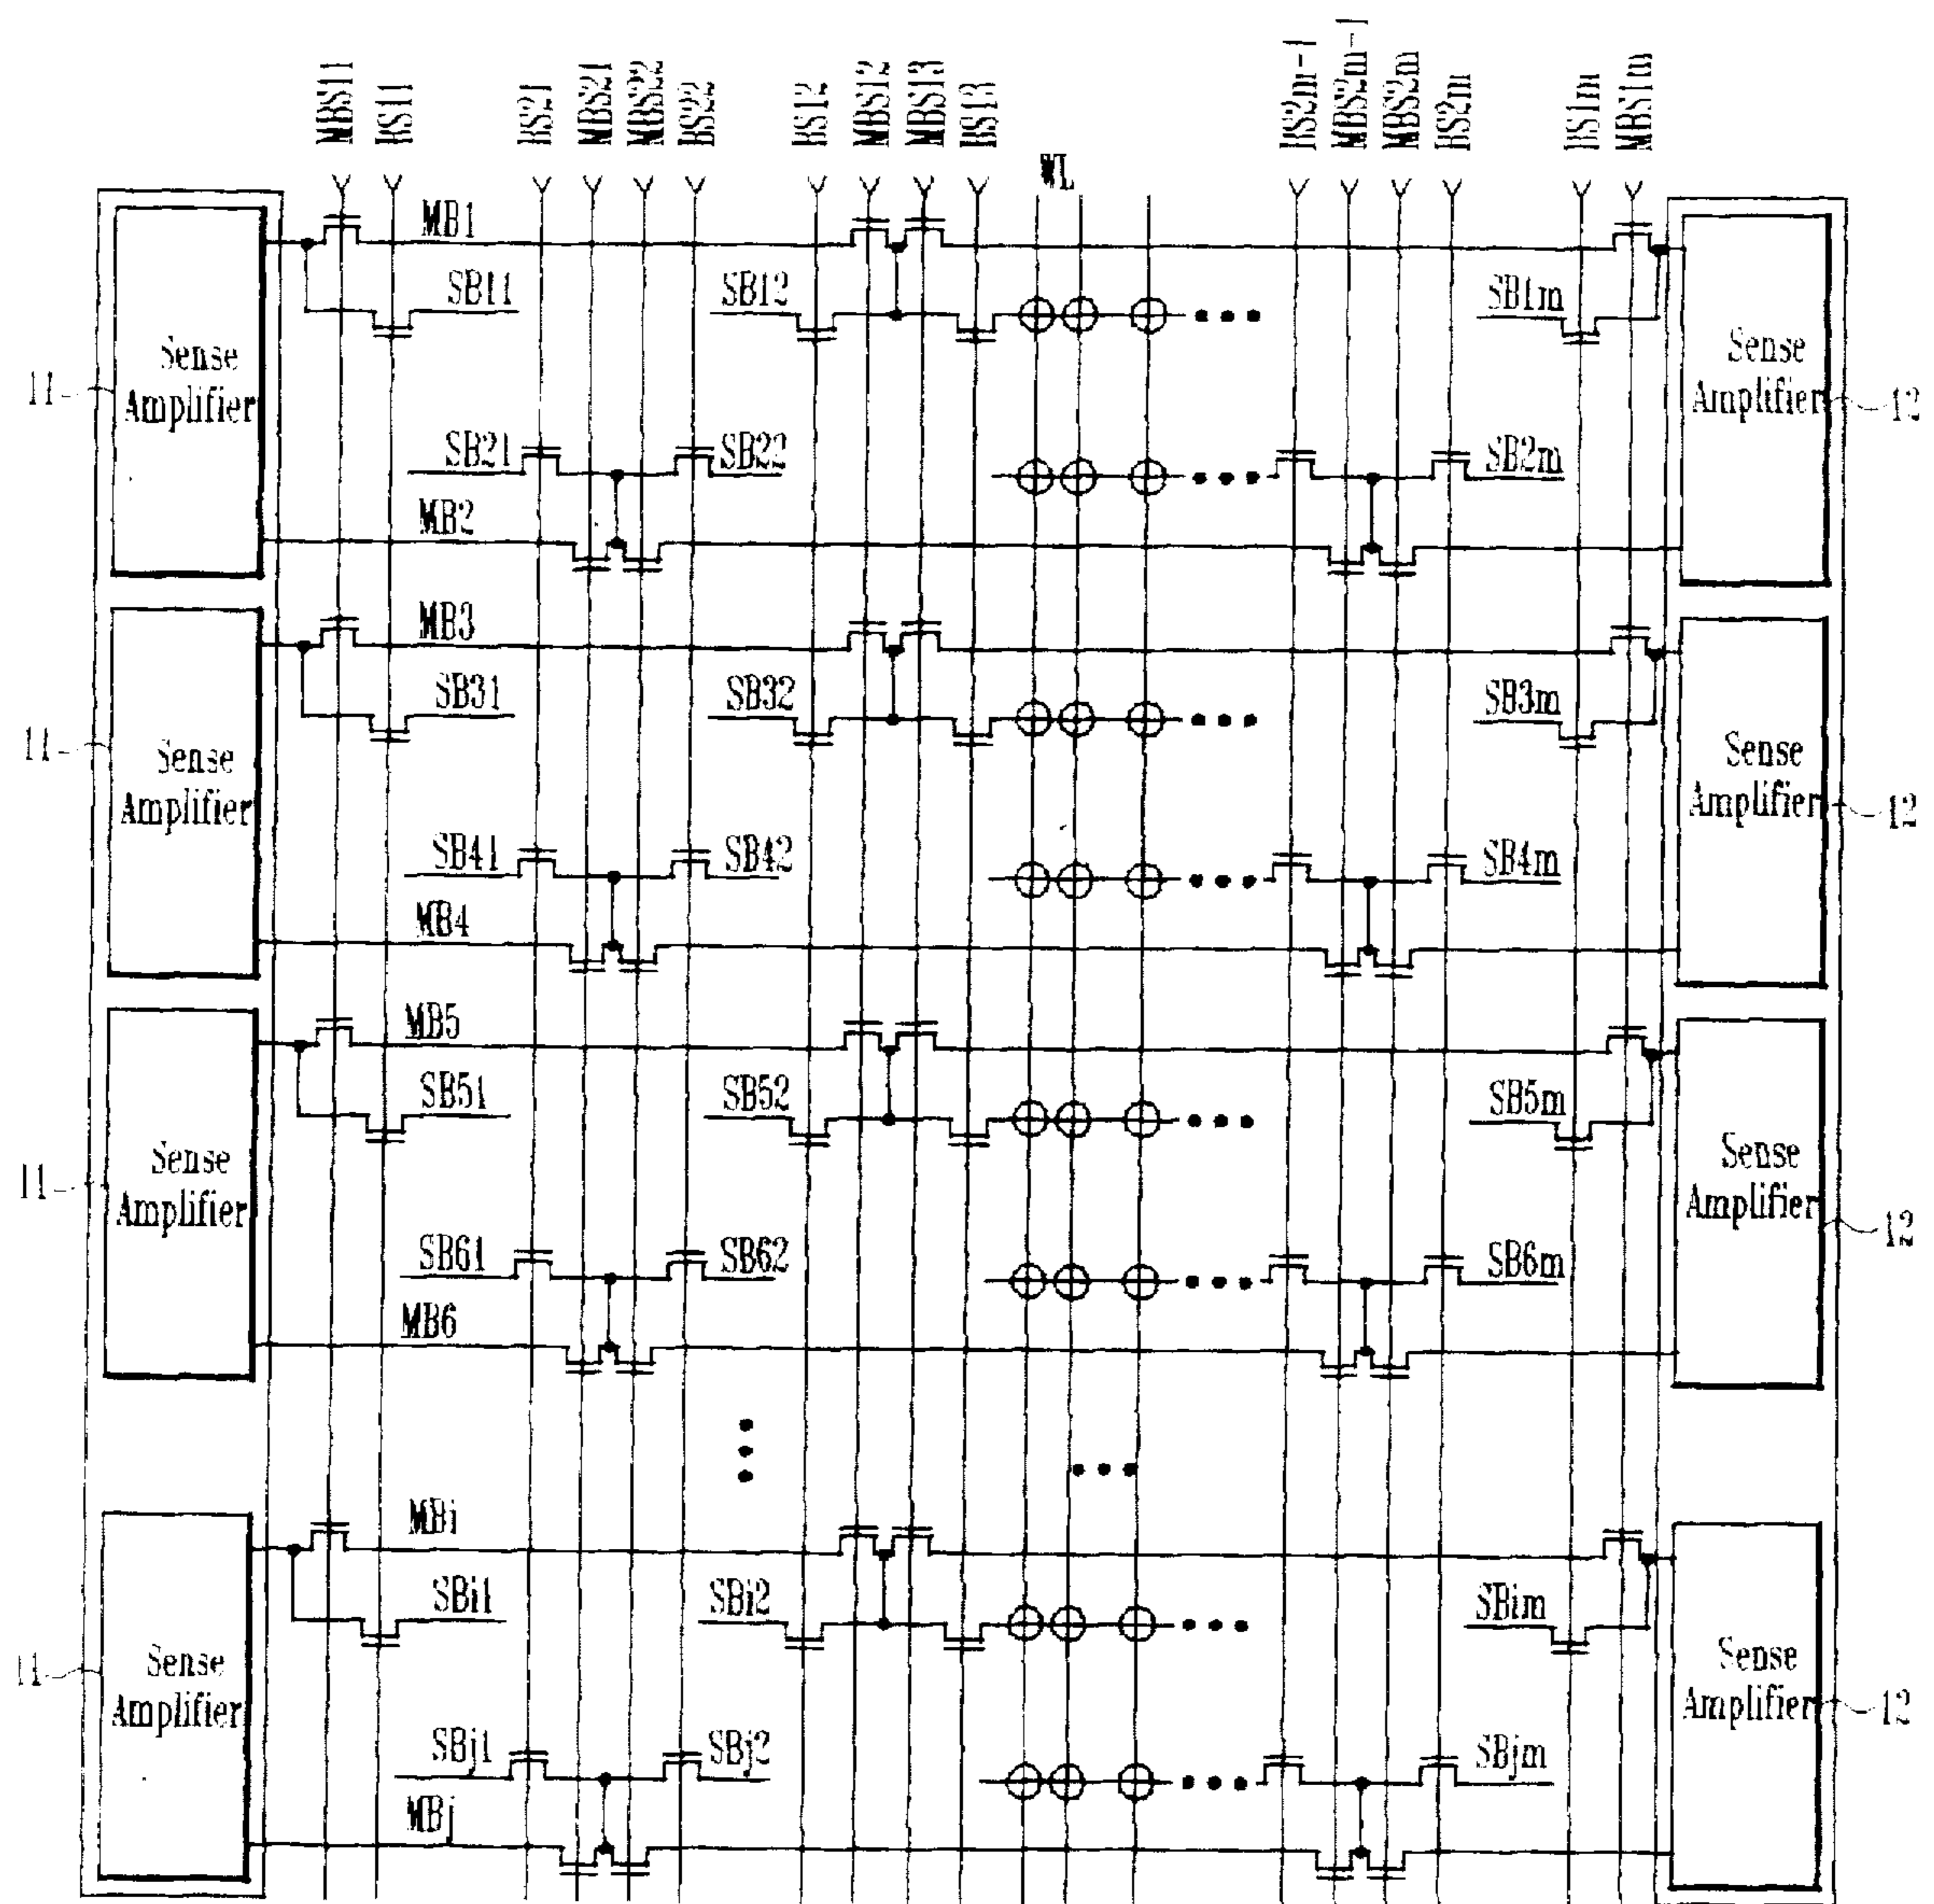 MBS11 BS11 BS21 MBS21 MBS22 BS22 BS12 MBS12 MBS13 BS13 BS2m-1 MBS2m-1 MBS2m BS2m BS1m MBS1m
WL
MB1
SB11 SB12 SB1m
Sense Amplifier
Sense Amplifier
11
12
SB21 SB22 SB2m
MB2
MB3
SB31 SB32 SB3m
Sense Amplifier
Sense Amplifier
11
12
SB41 SB42 SB4m
MB4
MB5
SB51 SB52 SB5m
Sense Amplifier
Sense Amplifier
11
12
SB61 SB62 SB6m
MB6
MBi
SBi1 SBi2 SBim
Sense Amplifier
Sense Amplifier
11
12
SBj1 SBj2 SBjm
MBj